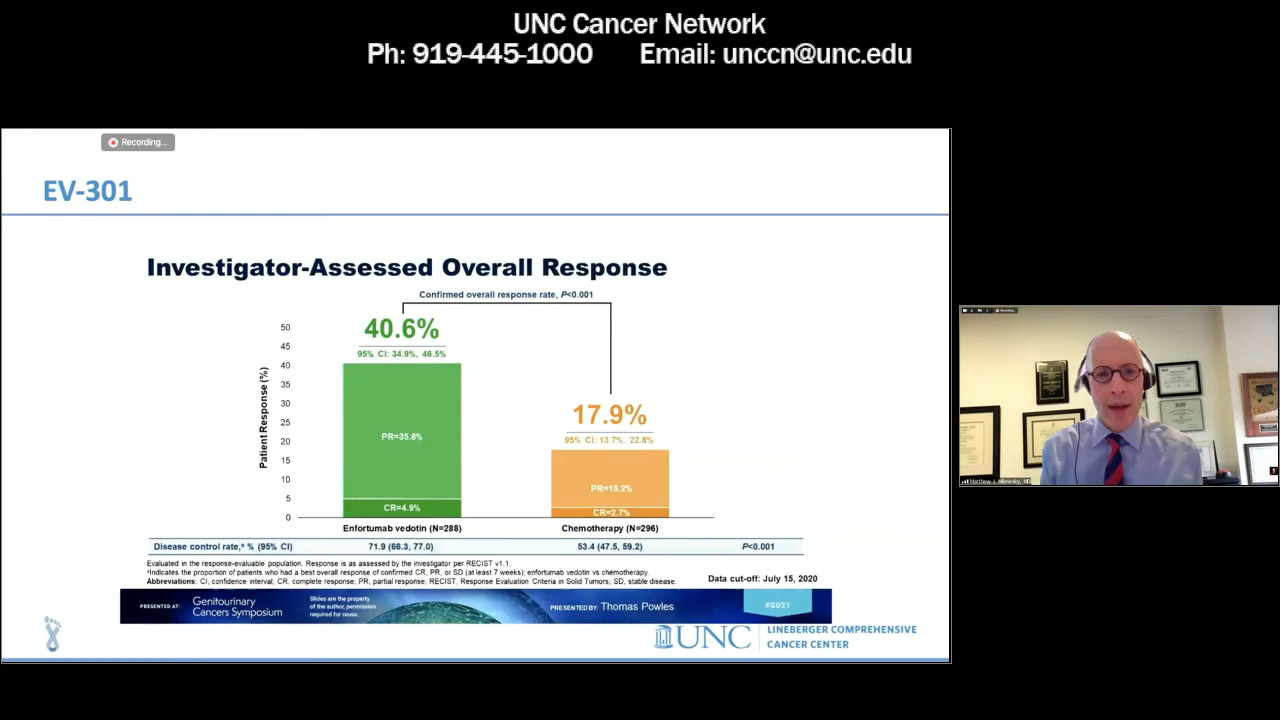 UNC Cancer Network
Ph: 919-445-1000 Email: unccn@unc.edu
Recording...
EV-301
Investigator-Assessed Overall Response
Confirmed overall response rate, P<0.001
40.6%
95% CI: 34.9%, 46.5%
17.9%
95% CI: 13.7%, 22.8%
Patient Response (%)
50
45
40
35
30
25
20
15
10
5
0
PR=35.8%
CR=4.9%
PR=15.2%
CR=2.7%
Enfortumab vedotin (N=288) Chemotherapy (N=296)
Disease control rate,ᵃ % (95% CI) 71.9 (66.3, 77.0) 53.4 (47.5, 59.2) P<0.001
Evaluated in the response-evaluable population. Response is as assessed by the investigator per RECIST v1.1.
ᵃIndicates the proportion of patients who had a best overall response of confirmed CR, PR, or SD (at least 7 weeks); enfortumab vedotin vs chemotherapy.
Abbreviations: CI, confidence interval, CR, complete response; PR, partial response; RECIST, Response Evaluation Criteria in Solid Tumors; SD, stable disease.
Data cut-off: July 15, 2020
PRESENTED AT: Genitourinary Cancers Symposium
Slides are the property
of the author, permission
required for reuse.
PRESENTED BY: Thomas Powles
#GU21
UNC LINEBERGER COMPREHENSIVE
CANCER CENTER
Matthew I. Milowsky, MD